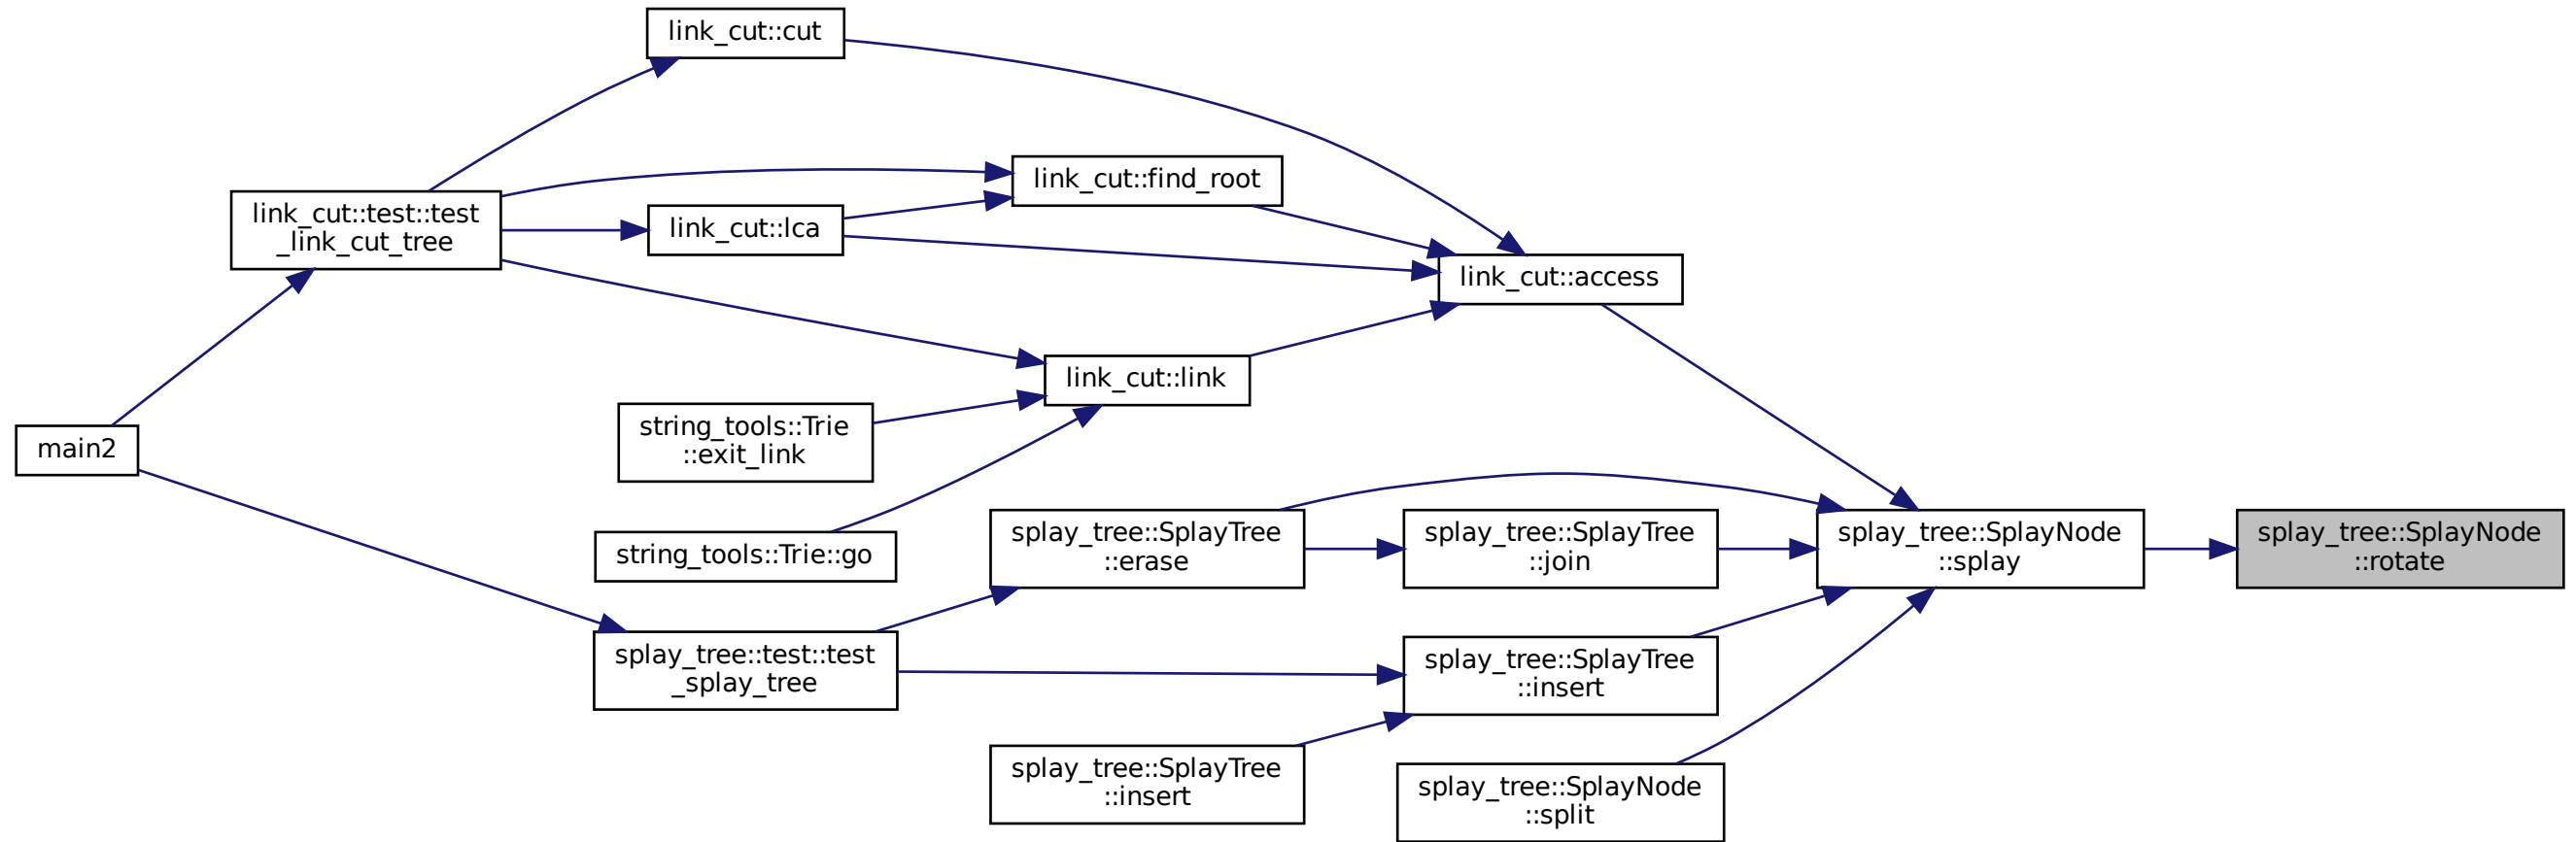 link_cut::cut
link_cut::find_root
link_cut::test::test
_link_cut_tree
link_cut::lca
link_cut::access
link_cut::link
string_tools::Trie
::exit_link
main2
splay_tree::SplayTree
::erase
splay_tree::SplayTree
::join
splay_tree::SplayNode
::splay
splay_tree::SplayNode
::rotate
string_tools::Trie::go
splay_tree::test::test
_splay_tree
splay_tree::SplayTree
::insert
splay_tree::SplayTree
::insert
splay_tree::SplayNode
::split